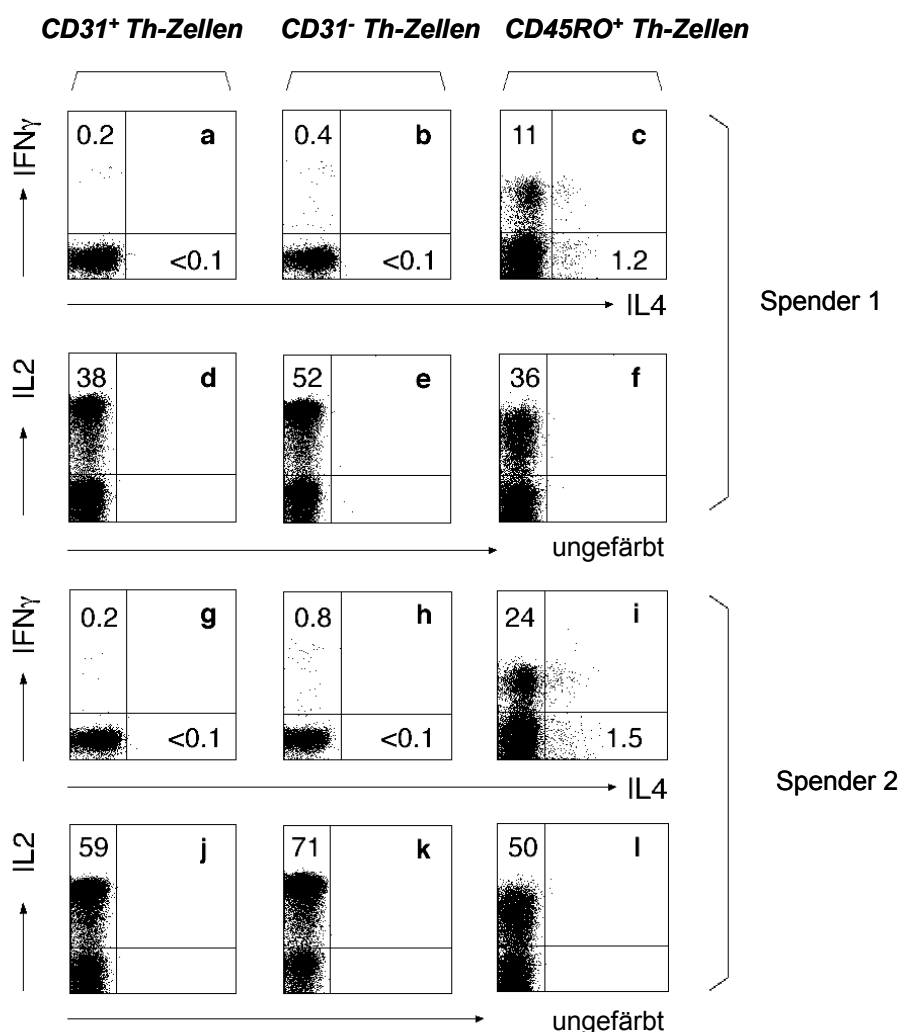 CD31⁺ Th-Zellen CD31⁻ Th-Zellen CD45RO⁺ Th-Zellen
IFNγ
0.2 a
<0.1
0.4 b
<0.1
11 c
1.2
IL4
Spender 1
IL2
38 d
52 e
36 f
ungefärbt
IFNγ
0.2 g
<0.1
0.8 h
<0.1
24 i
1.5
IL4
Spender 2
IL2
59 j
71 k
50 l
ungefärbt